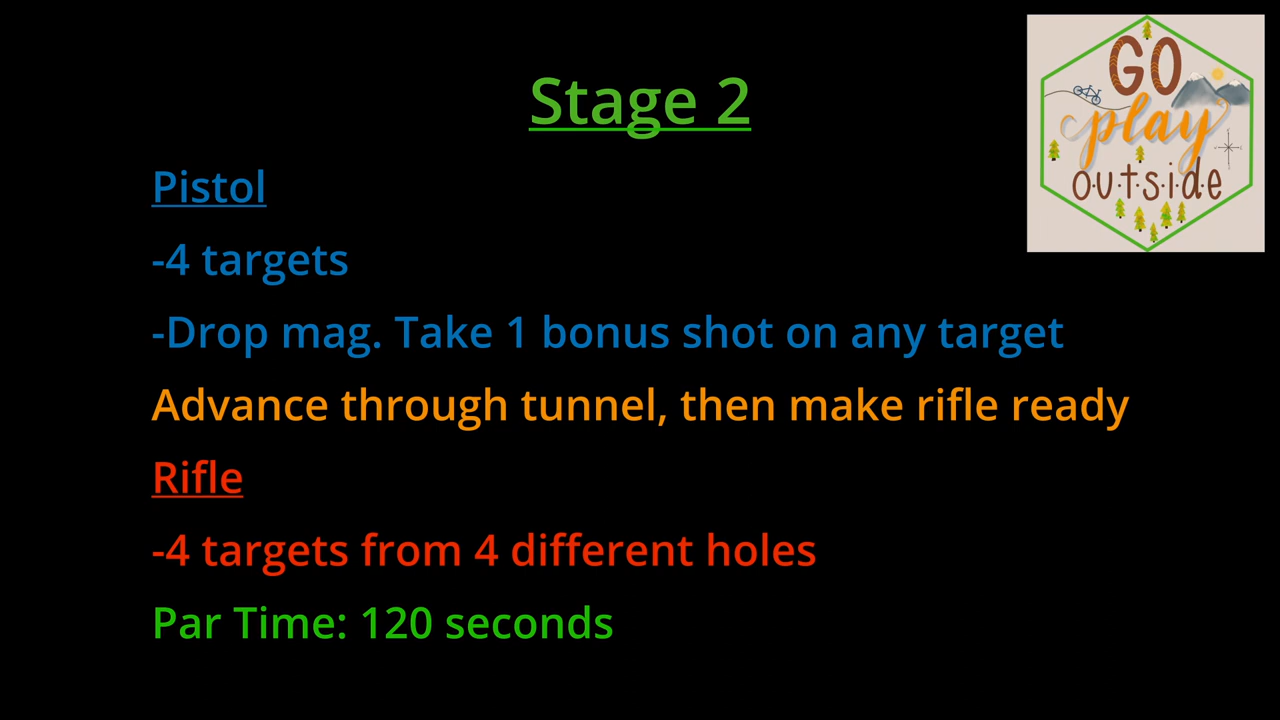 Stage 2
GO
play
outside
Pistol
-4 targets
-Drop mag. Take 1 bonus shot on any target
Advance through tunnel, then make rifle ready
Rifle
-4 targets from 4 different holes
Par Time: 120 seconds